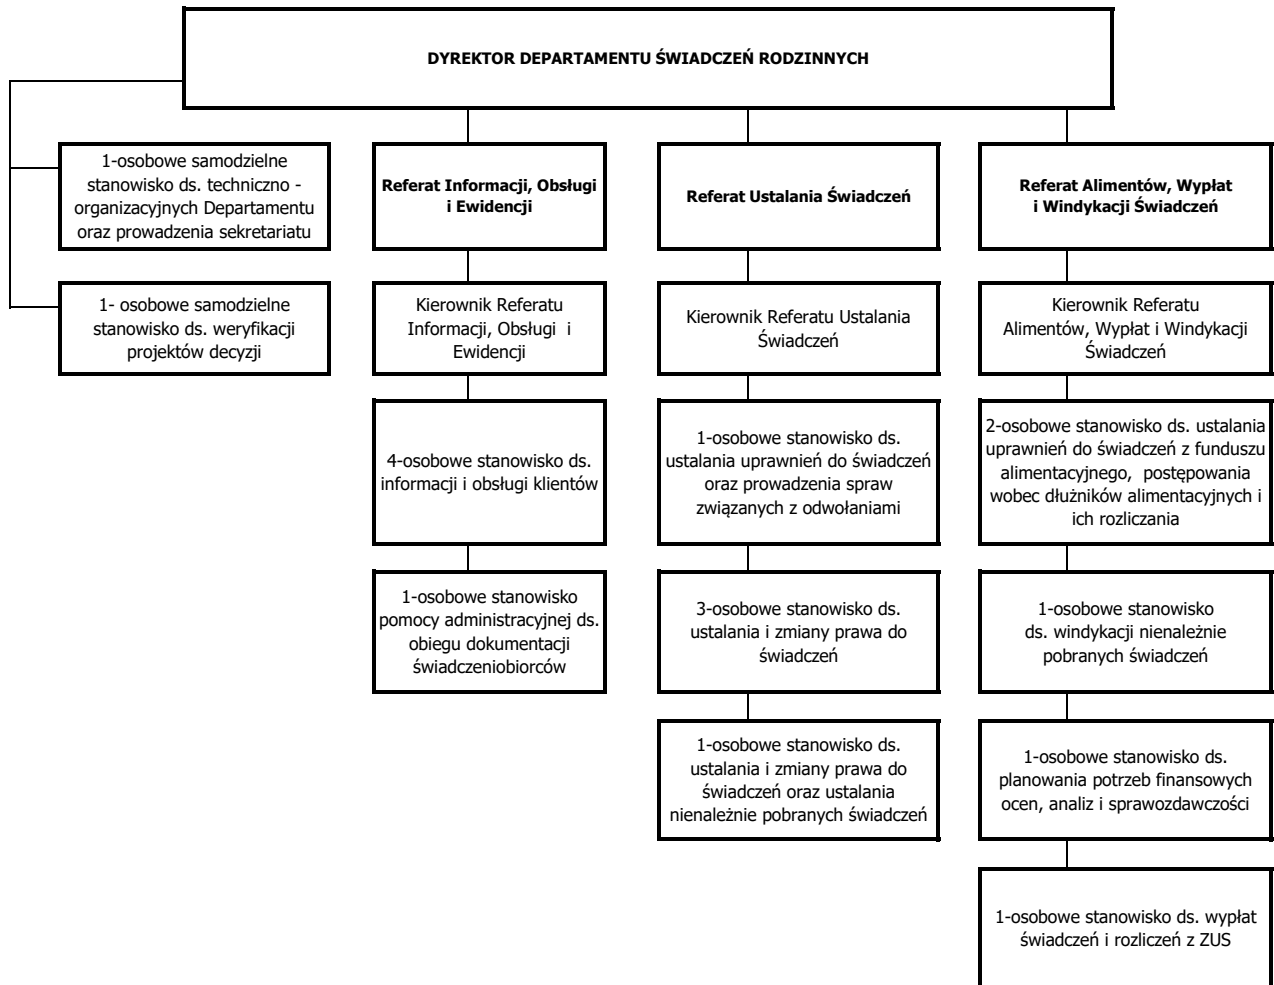 DYREKTOR DEPARTAMENTU ŚWIADCZEŃ RODZINNYCH
1-osobowe samodzielne
stanowisko ds. techniczno -
organizacyjnych Departamentu
oraz prowadzenia sekretariatu
1- osobowe samodzielne
stanowisko ds. weryfikacji
projektów decyzji
Referat Informacji, Obsługi
i Ewidencji
Kierownik Referatu
Informacji, Obsługi i
Ewidencji
4-osobowe stanowisko ds.
informacji i obsługi klientów
1-osobowe stanowisko
pomocy administracyjnej ds.
obiegu dokumentacji
świadczeniobiorców
Referat Ustalania Świadczeń
Kierownik Referatu Ustalania
Świadczeń
1-osobowe stanowisko ds.
ustalania uprawnień do świadczeń
oraz prowadzenia spraw
związanych z odwołaniami
3-osobowe stanowisko ds.
ustalania i zmiany prawa do
świadczeń
1-osobowe stanowisko ds.
ustalania i zmiany prawa do
świadczeń oraz ustalania
nienależnie pobranych świadczeń
Referat Alimentów, Wypłat
i Windykacji Świadczeń
Kierownik Referatu
Alimentów, Wypłat i Windykacji
Świadczeń
2-osobowe stanowisko ds. ustalania
uprawnień do świadczeń z funduszu
alimentacyjnego, postępowania
wobec dłużników alimentacyjnych i
ich rozliczania
1-osobowe stanowisko
ds. windykacji nienależnie
pobranych świadczeń
1-osobowe stanowisko ds.
planowania potrzeb finansowych
ocen, analiz i sprawozdawczości
1-osobowe stanowisko ds. wypłat
świadczeń i rozliczeń z ZUS